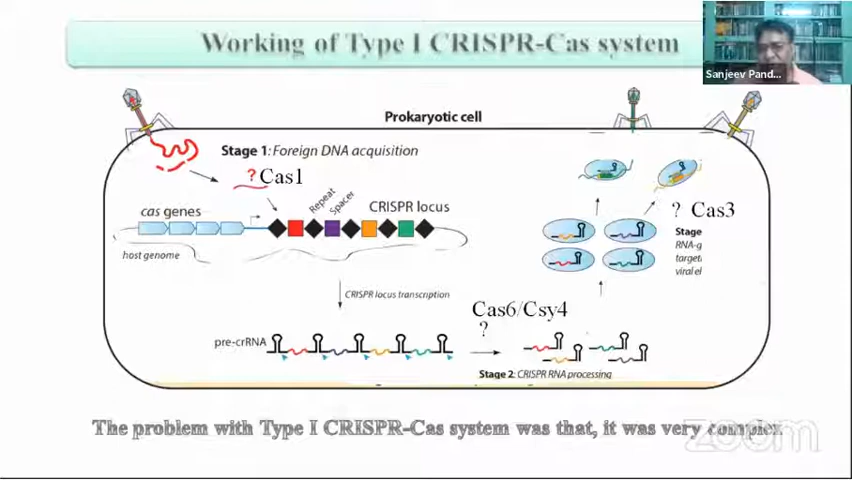 Working of Type I CRISPR-Cas system
Sanjeev Pand...
Prokaryotic cell
Stage 1: Foreign DNA acquisition
? Cas1
Repeat
Spacer
cas genes
CRISPR locus
host genome
? Cas3
Stage
RNA-g
targeti
viral el
CRISPR locus transcription
Cas6/Csy4
?
pre-crRNA
Stage 2: CRISPR RNA processing
The problem with Type I CRISPR-Cas system was that, it was very complex
zoom